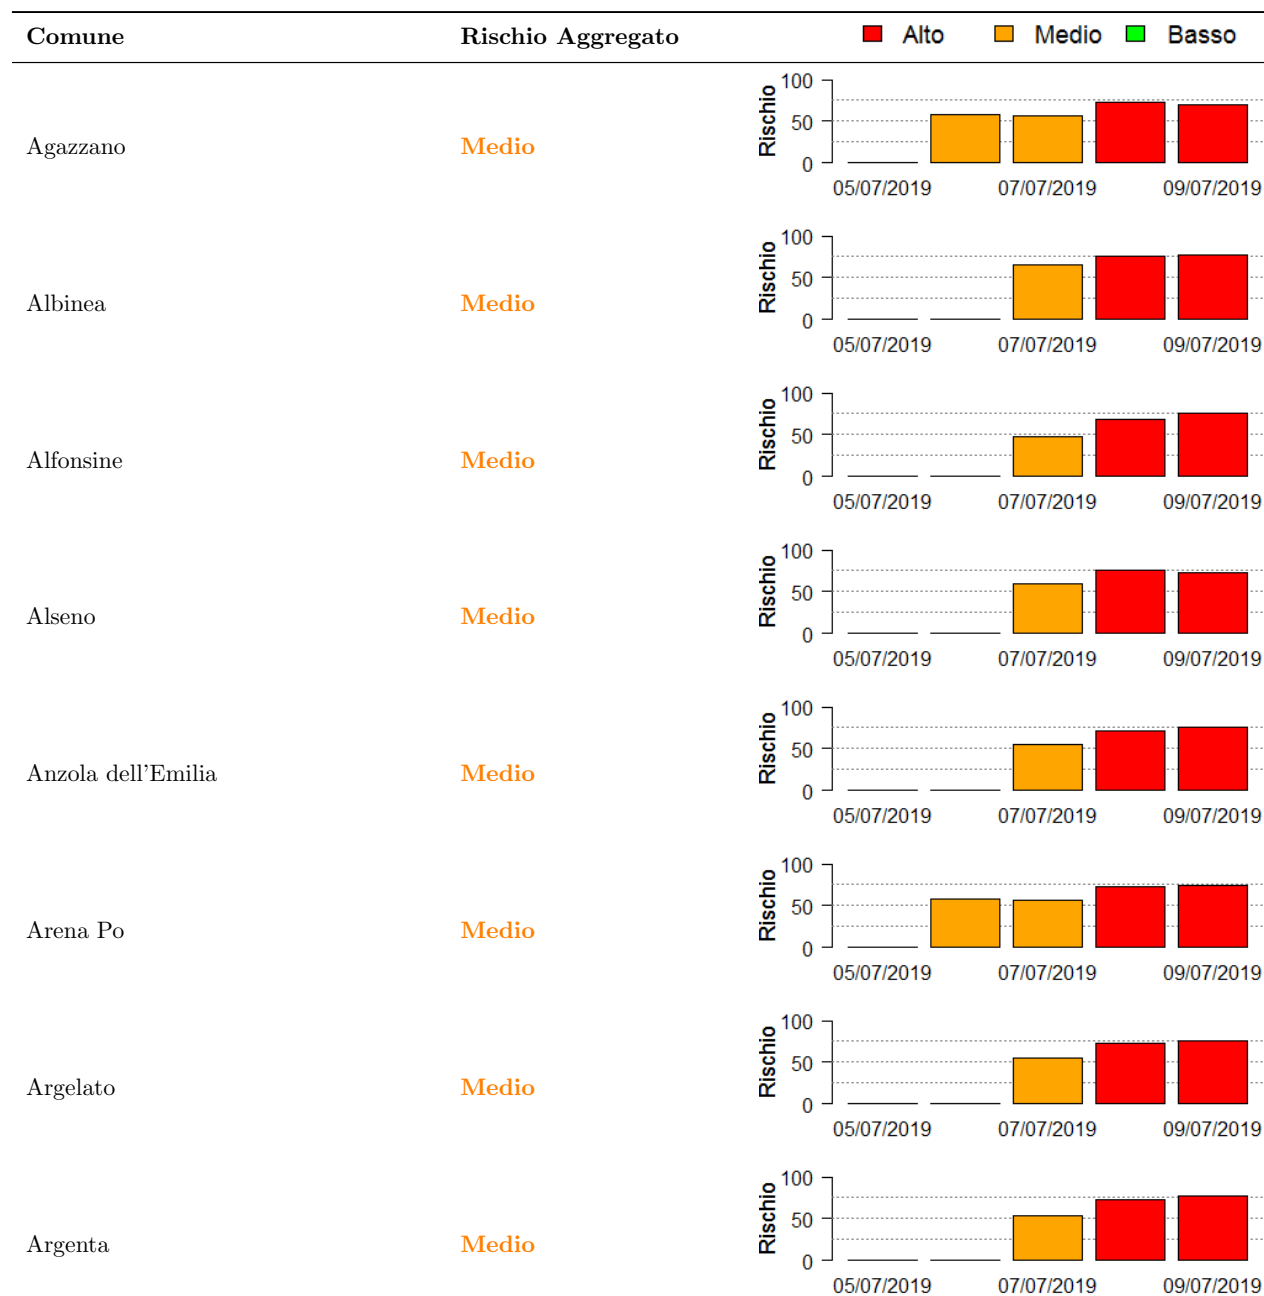 Comune Rischio Aggregato Alto Medio Basso
Agazzano Medio Rischio 100 50 0
05/07/2019 07/07/2019 09/07/2019
Albinea Medio Rischio 100 50 0
05/07/2019 07/07/2019 09/07/2019
Alfonsine Medio Rischio 100 50 0
05/07/2019 07/07/2019 09/07/2019
Alseno Medio Rischio 100 50 0
05/07/2019 07/07/2019 09/07/2019
Anzola dell'Emilia Medio Rischio 100 50 0
05/07/2019 07/07/2019 09/07/2019
Arena Po Medio Rischio 100 50 0
05/07/2019 07/07/2019 09/07/2019
Argelato Medio Rischio 100 50 0
05/07/2019 07/07/2019 09/07/2019
Argenta Medio Rischio 100 50 0
05/07/2019 07/07/2019 09/07/2019